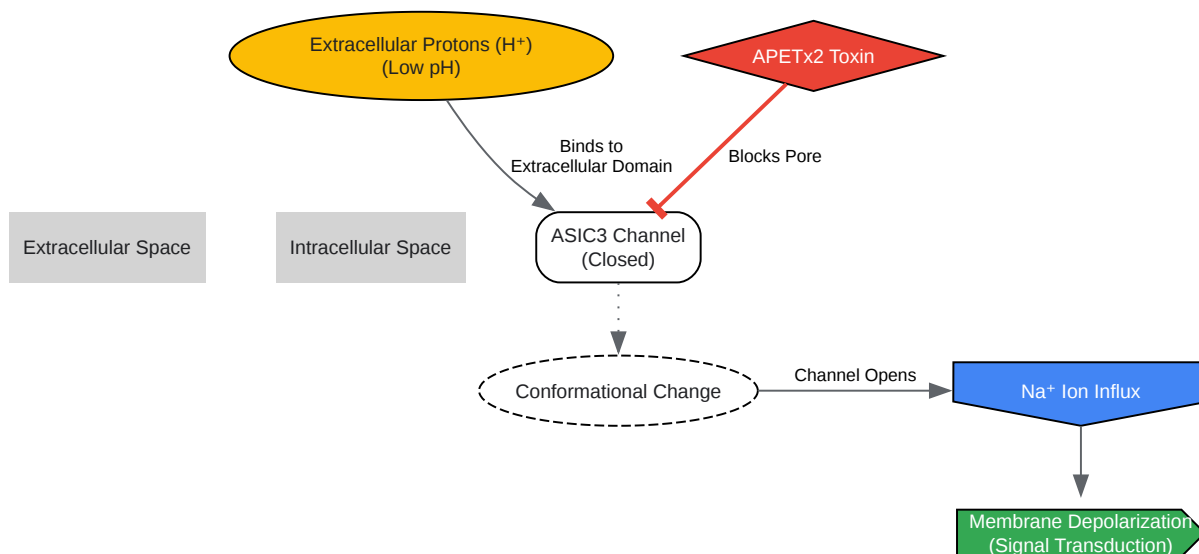 Extracellular Protons (H⁺)
(Low pH)
APETx2 Toxin
Binds to
Extracellular Domain
Blocks Pore
Extracellular Space
Intracellular Space
ASIC3 Channel
(Closed)
Conformational Change
Channel Opens
Na⁺ Ion Influx
Membrane Depolarization
(Signal Transduction)